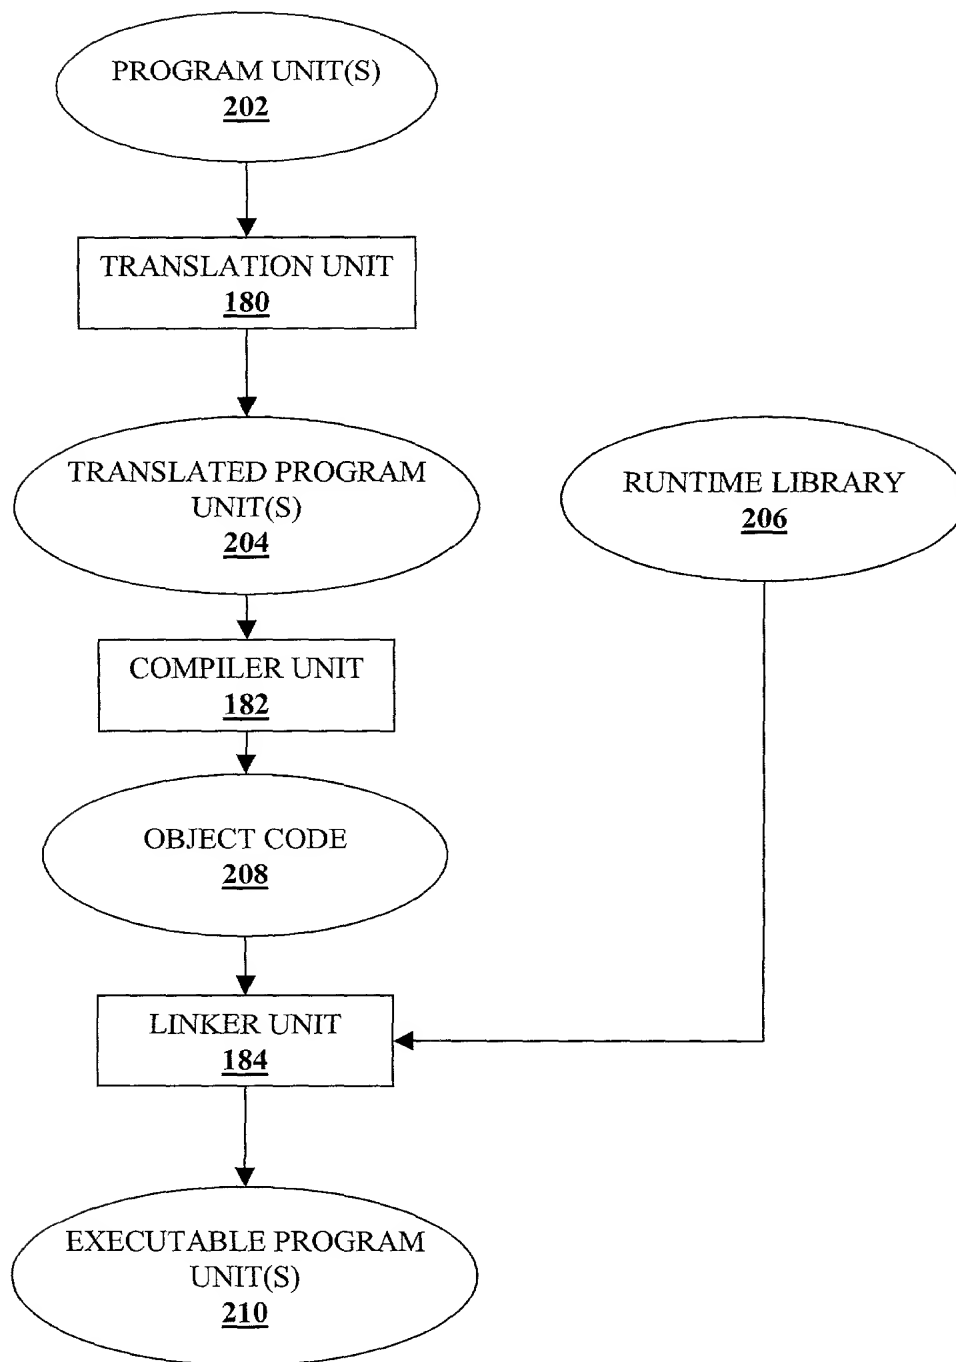 PROGRAM UNIT(S)
202
TRANSLATION UNIT
180
TRANSLATED PROGRAM
UNIT(S)
204
RUNTIME LIBRARY
206
COMPILER UNIT
182
OBJECT CODE
208
LINKER UNIT
184
EXECUTABLE PROGRAM
UNIT(S)
210